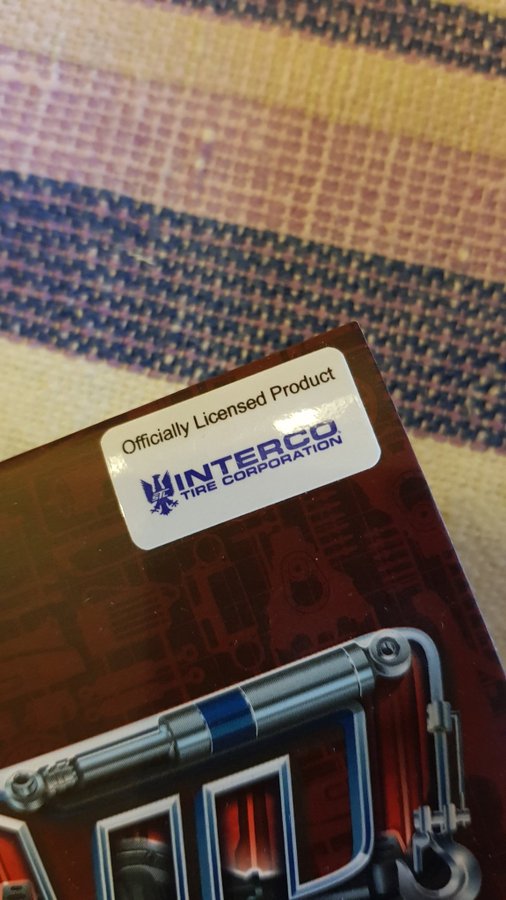 Officially Licensed Product
INTERCO
TIRE CORPORATION